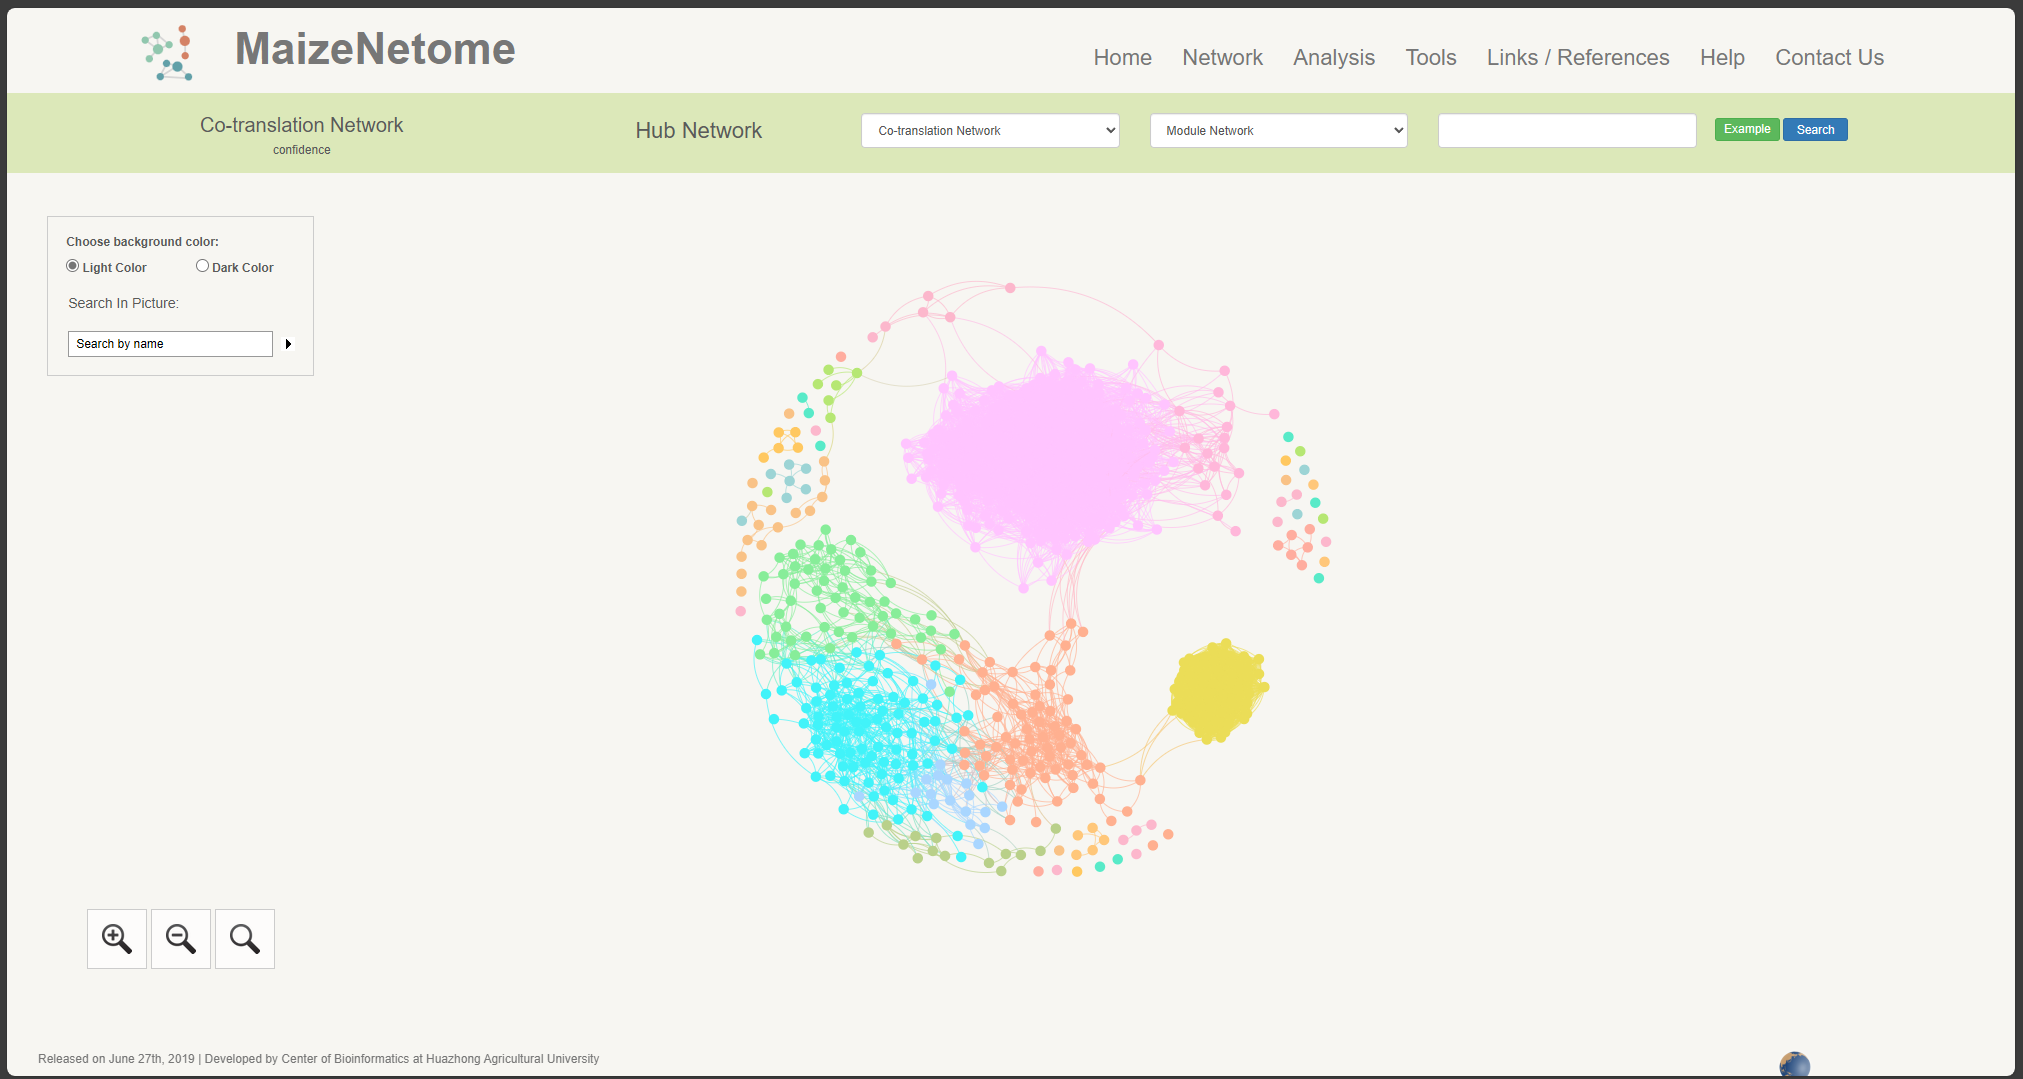 MaizeNetome
Home Network Analysis Tools Links / References Help Contact Us
Co-translation Network
confidence
Hub Network
Co-translation Network
Module Network
Example
Search
Choose background color:
Light Color Dark Color
Search In Picture:
Search by name
Released on June 27th, 2019 | Developed by Center of Bioinformatics at Huazhong Agricultural University